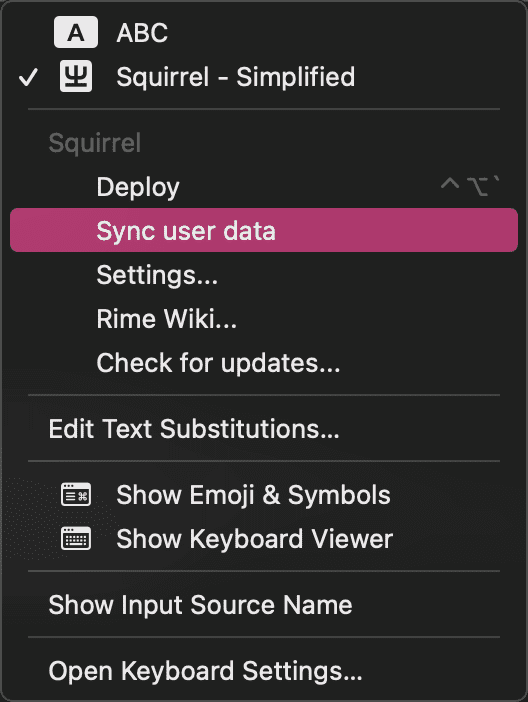 A ABC
✓ 㞢 Squirrel - Simplified
Squirrel
Deploy ^⌥`
Sync user data
Settings...
Rime Wiki...
Check for updates...
Edit Text Substitutions...
Show Emoji & Symbols
Show Keyboard Viewer
Show Input Source Name
Open Keyboard Settings...